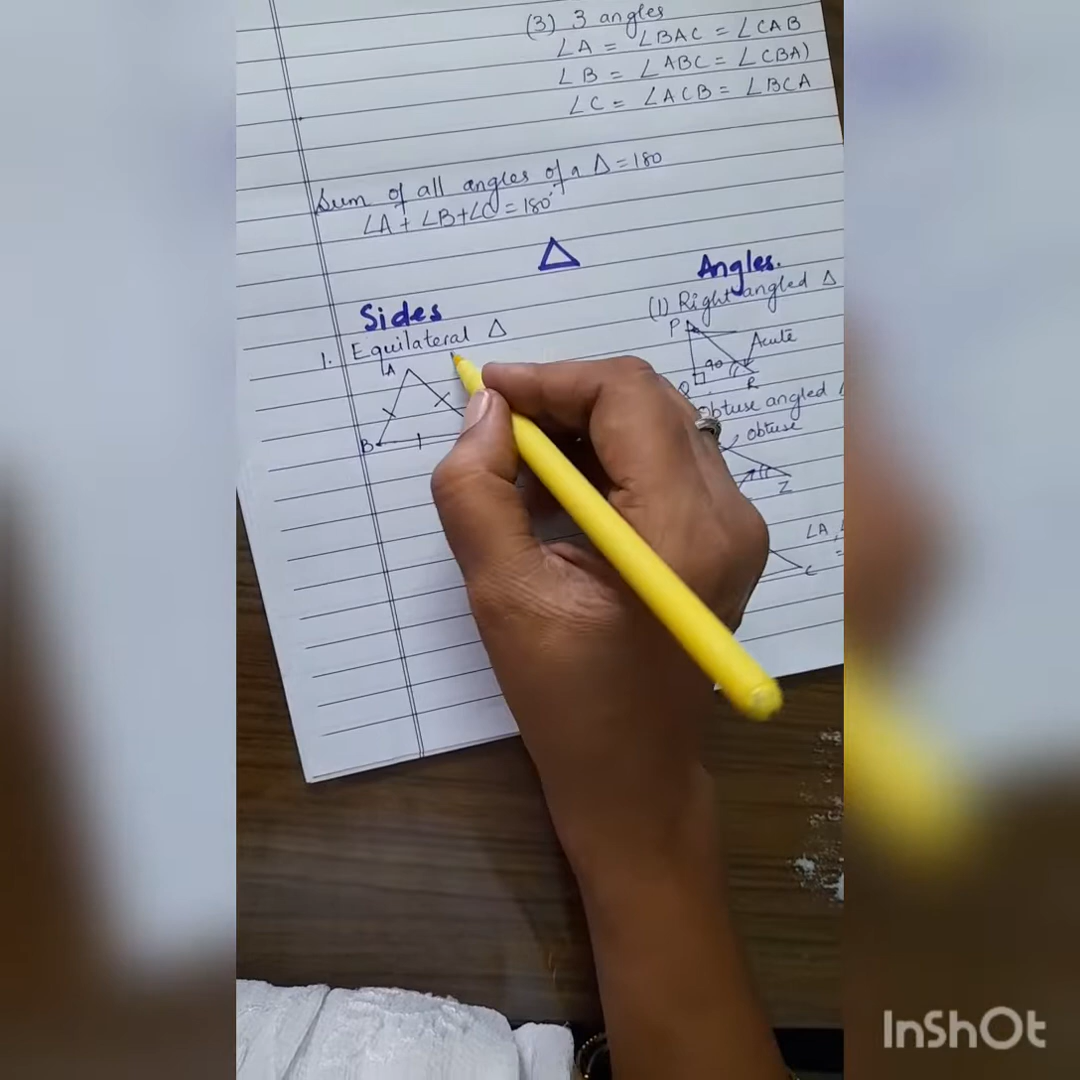 (3) 3 angles
∠A = ∠BAC = ∠CAB
∠B = ∠ABC = ∠CBA)
∠C = ∠ACB = ∠BCA
Sum of all angles of a Δ = 180
∠A + ∠B + ∠C = 180°
Δ
Sides
1. Equilateral Δ
A
B
Angles.
(1) Right angled Δ
P
Acute
90
Q R
Obtuse angled
Obtuse
Z
∠A,
=
C
InShOt